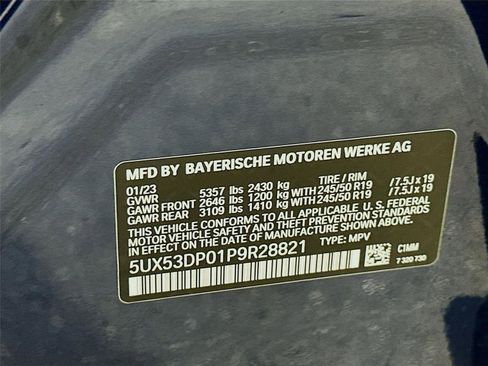 MFD BY BAYERISCHE MOTOREN WERKE AG
01/23 TIRE / RIM
GVWR 5357 lbs 2430 kg
GAWR FRONT 2646 lbs 1200 kg WITH 245/50 R19 /7.5J x 19
GAWR REAR 3109 lbs 1410 kg WITH 245/50 R19 /7.5J x 19
THIS VEHICLE CONFORMS TO ALL APPLICABLE U.S. FEDERAL
MOTOR VEHICLE SAFETY AND THEFT PREVENTION STANDARDS
IN EFFECT ON THE DATE OF MANUFACTURE SHOWN ABOVE.
5UX53DP01P9R28821 TYPE: MPV
C1MM
7 320 730